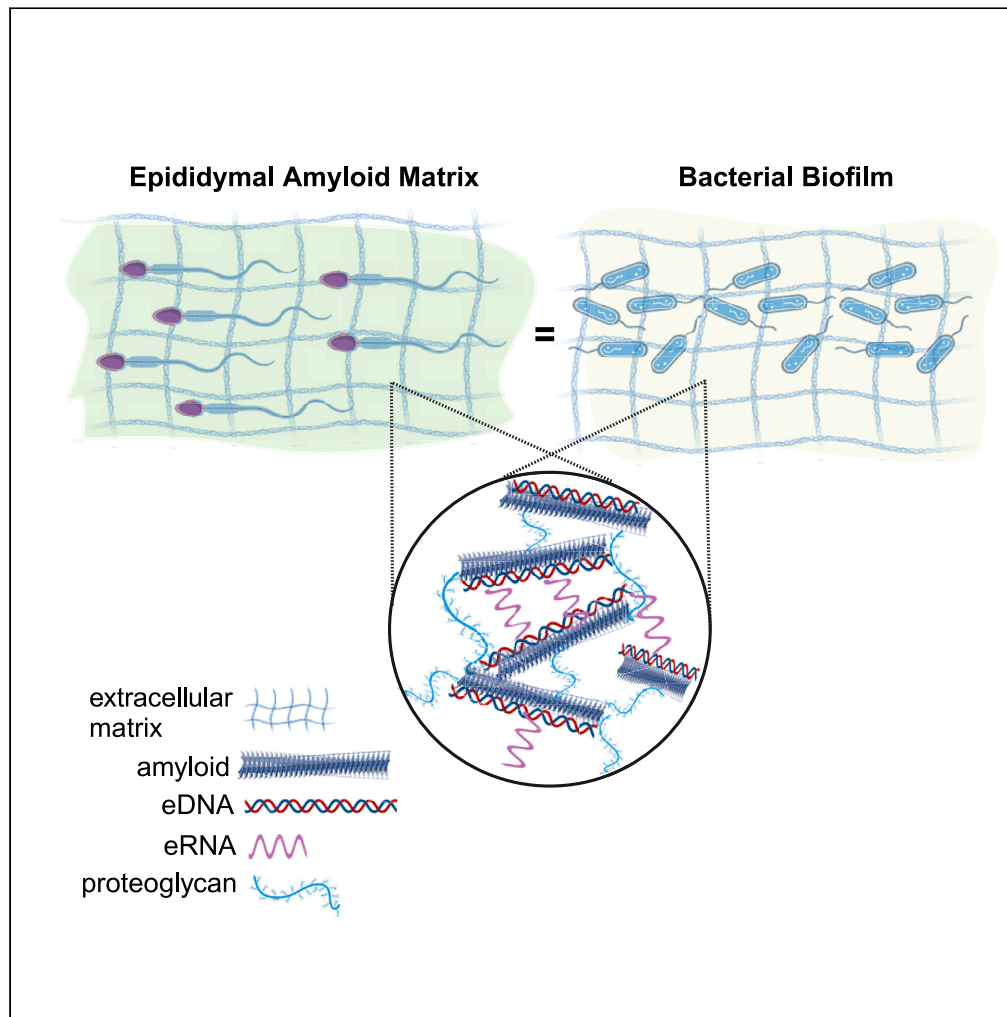 Epididymal Amyloid Matrix
Bacterial Biofilm
=
extracellular
matrix
amyloid
eDNA
eRNA
proteoglycan